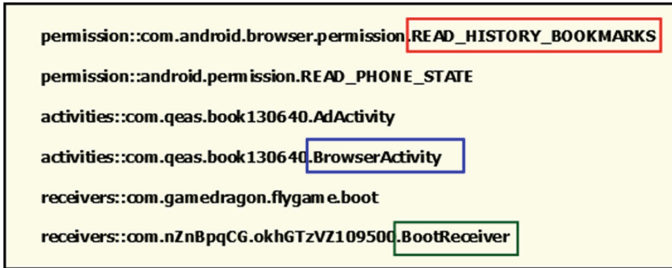 permission::com.android.browser.permission.READ_HISTORY_BOOKMARKS
permission::android.permission.READ_PHONE_STATE
activities::com.qeas.book130640.AdActivity
activities::com.qeas.book130640.BrowserActivity
receivers::com.gamedragon.flygame.boot
receivers::com.nZnBpqCG.okhGTzVZ109500.BootReceiver